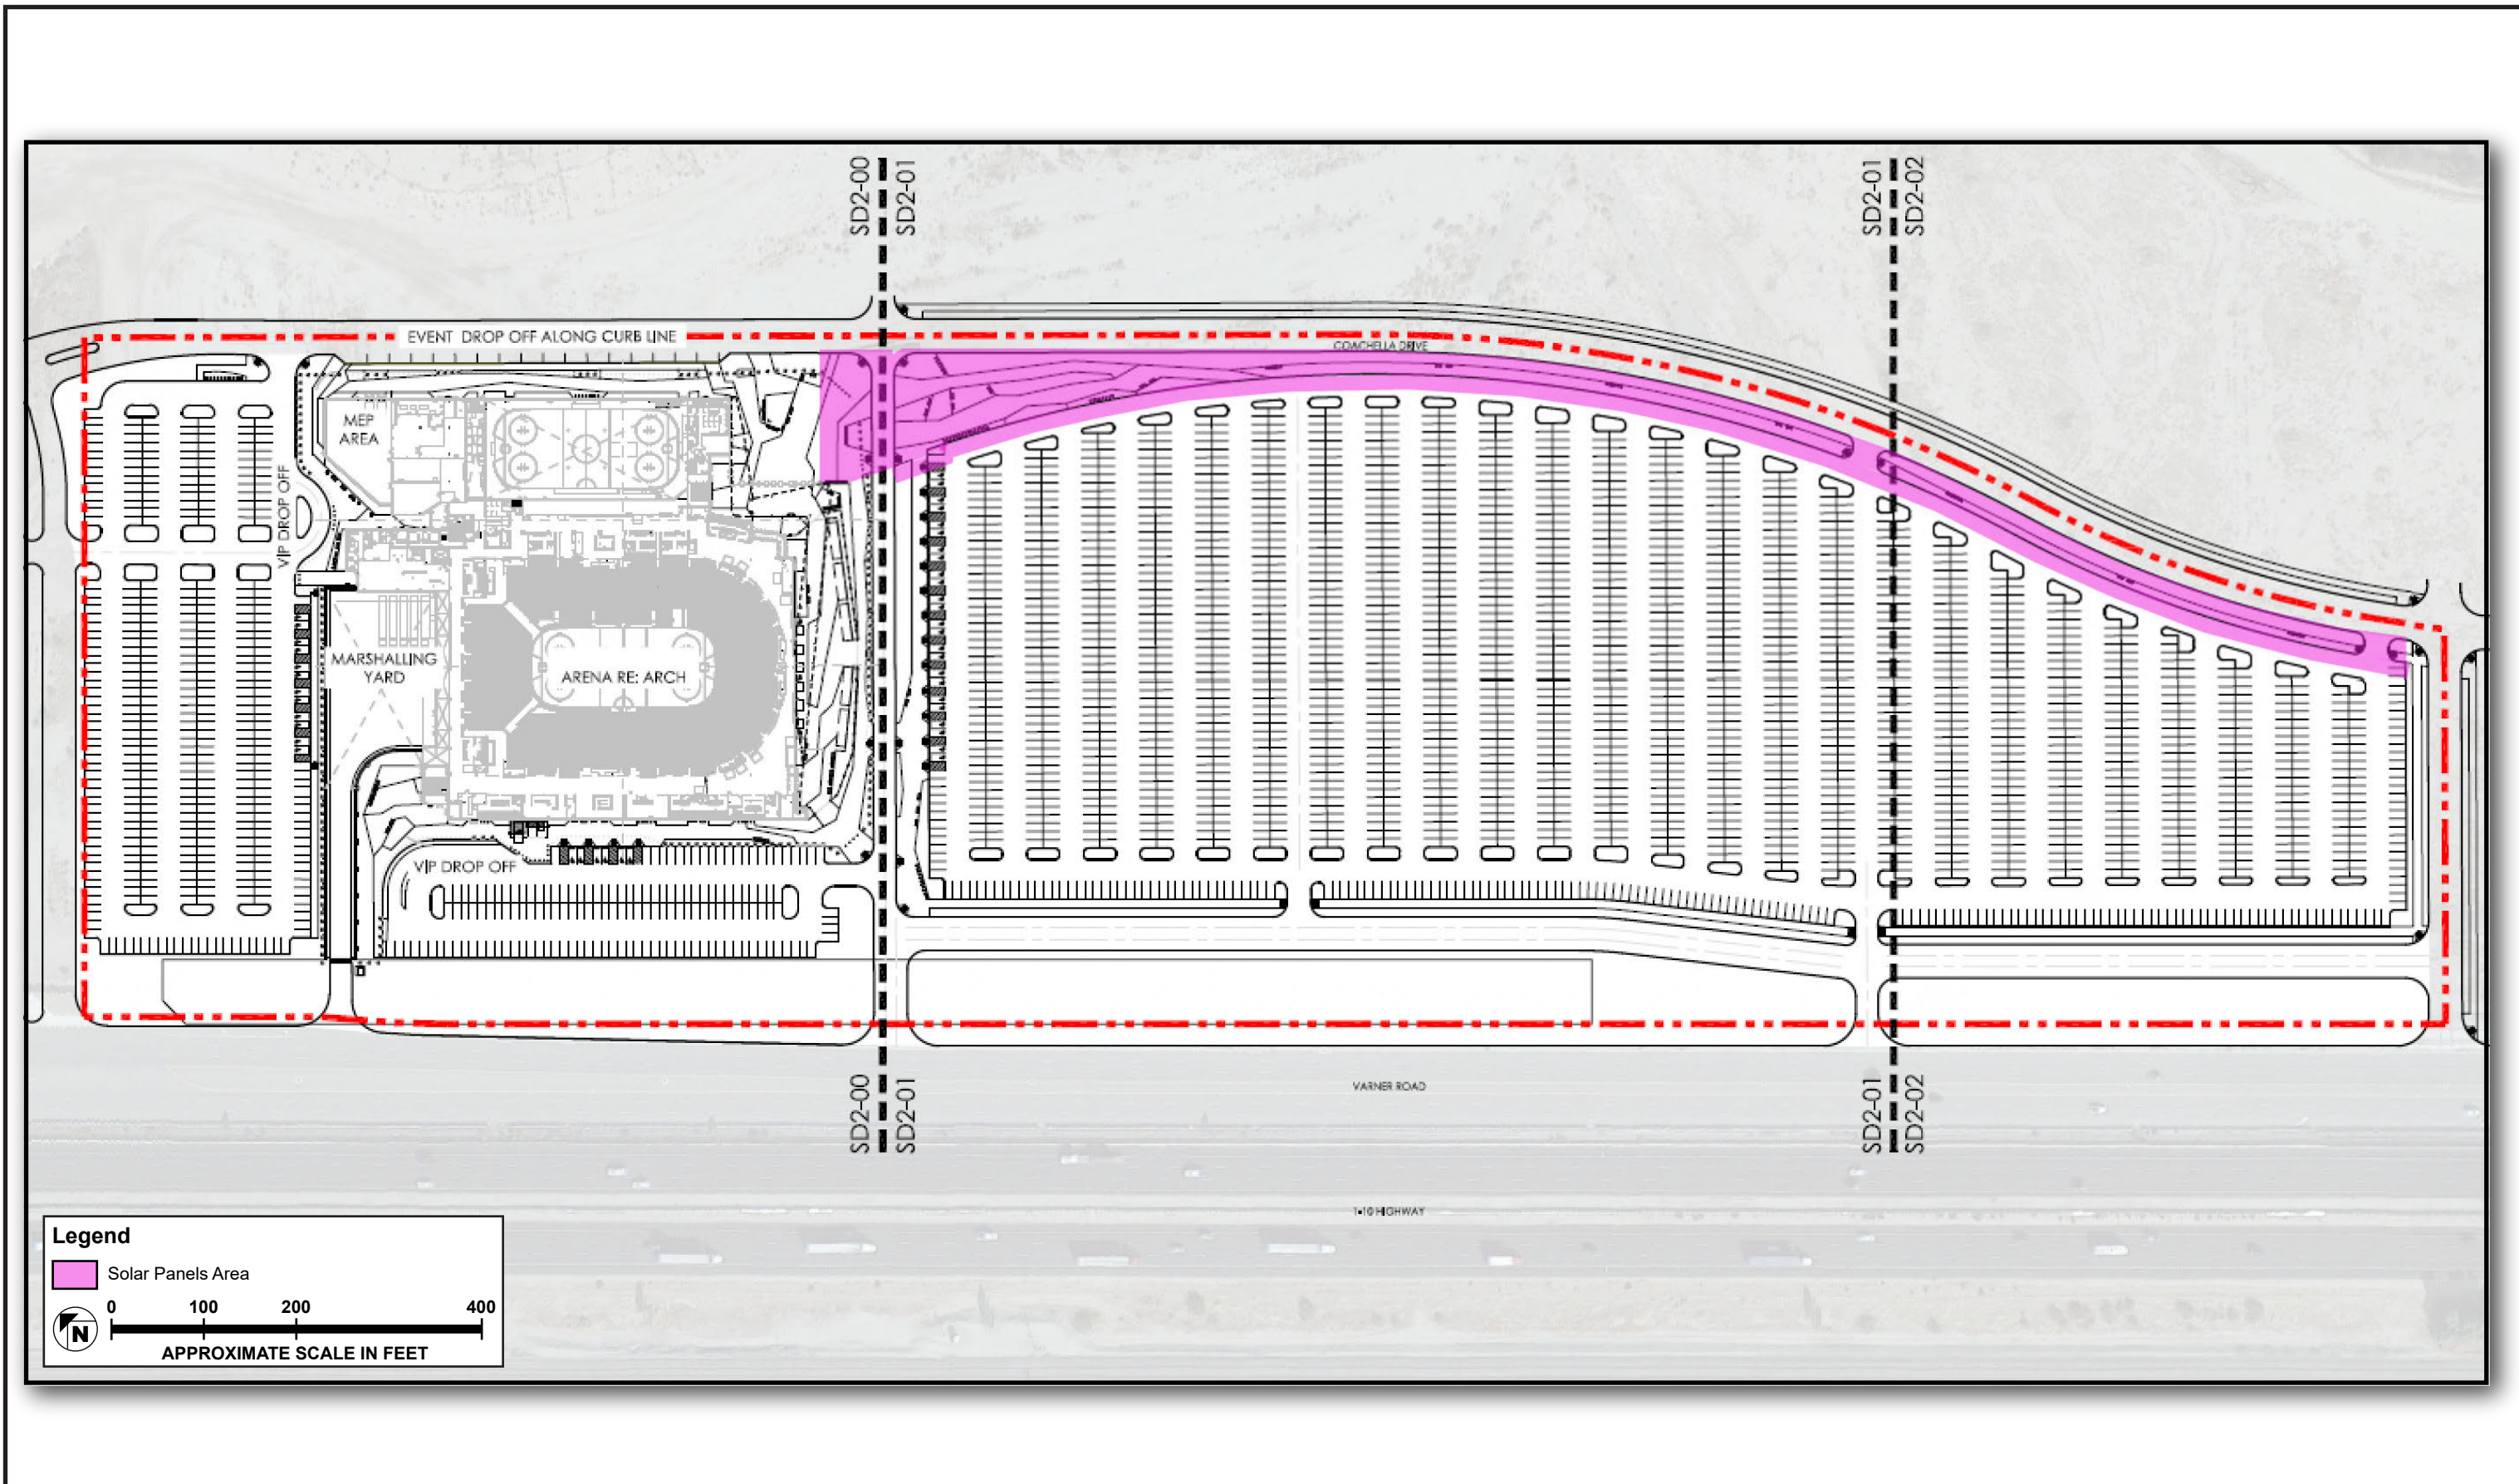 SD2-00
SD2-01
SD2-01
SD2-02
EVENT DROP OFF ALONG CURB LINE
COACHELLA DRIVE
MEP
AREA
VIP DROP OFF
MARSHALLING
YARD
ARENA RE: ARCH
VIP DROP OFF
SD2-00
SD2-01
VARNER ROAD
SD2-01
SD2-02
I-10 HIGHWAY
Legend
Solar Panels Area
N
0 100 200 400
APPROXIMATE SCALE IN FEET